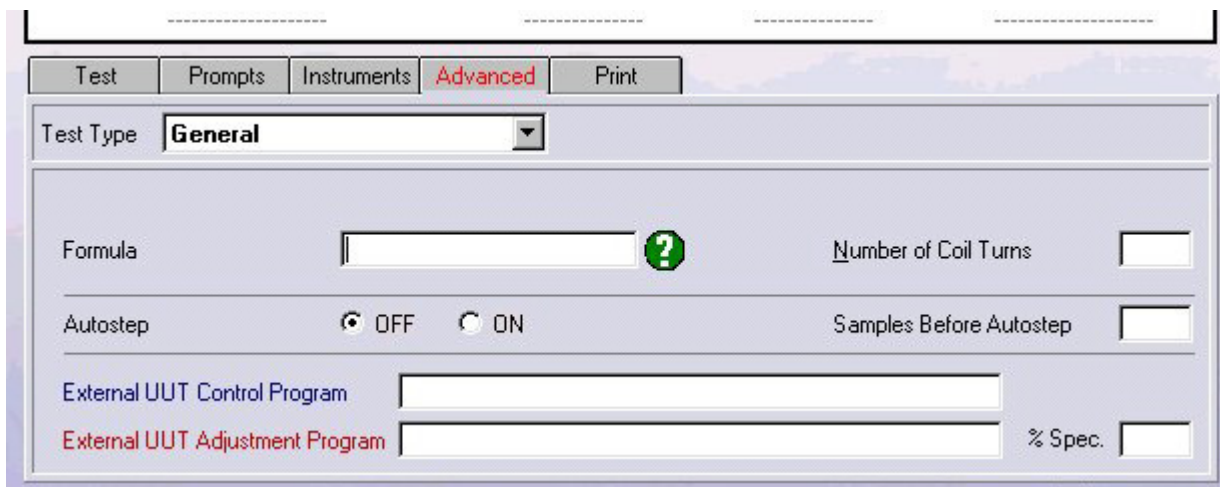 Test Prompts Instruments Advanced Print
Test Type General
Formula ? Number of Coil Turns
Autostep OFF ON Samples Before Autostep
External UUT Control Program
External UUT Adjustment Program % Spec.